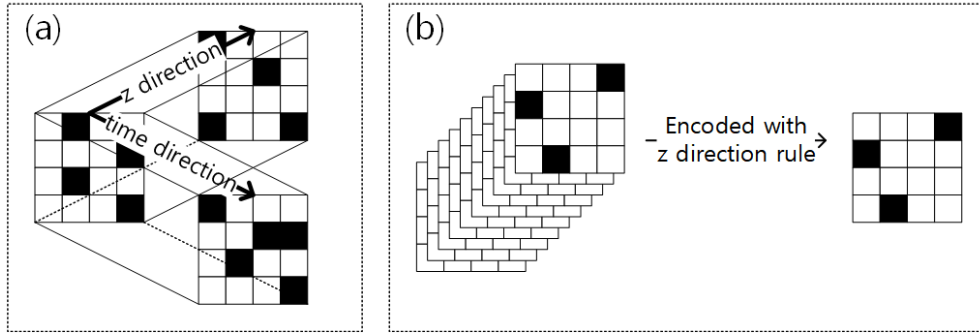 (a)
z direction
time direction
(b)
Encoded with
z direction rule